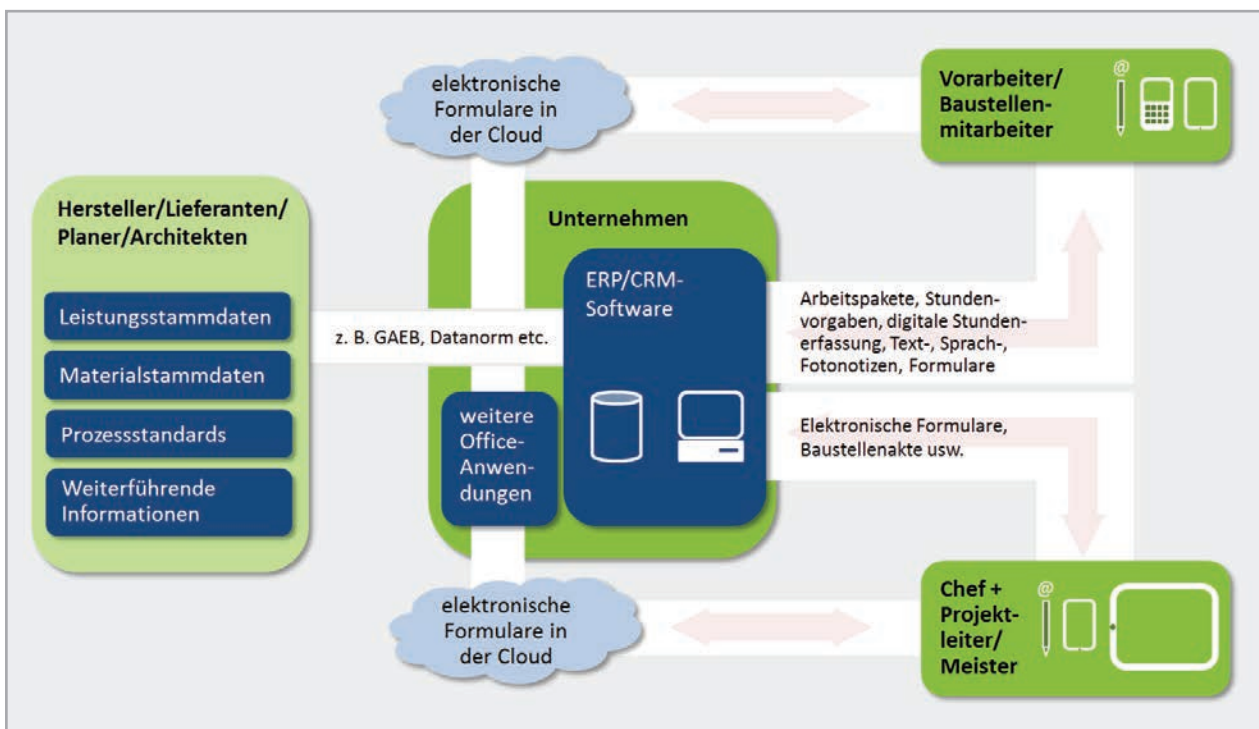 elektronische
Formulare in
der Cloud
@
Vorarbeiter/
Baustellen-
mitarbeiter
Hersteller/Lieferanten/
Planer/Architekten
Leistungsstammdaten
Materialstammdaten
Prozessstandards
Weiterführende
Informationen
z. B. GAEB, Datanorm etc.
Unternehmen
ERP/CRM-
Software
weitere
Office-
Anwen-
dungen
Arbeitspakete, Stunden-
vorgaben, digitale Stunden-
erfassung, Text-, Sprach-,
Fotonotizen, Formulare
Elektronische Formulare,
Baustellenakte usw.
elektronische
Formulare in
der Cloud
Chef +
Projekt-
leiter/
Meister
@